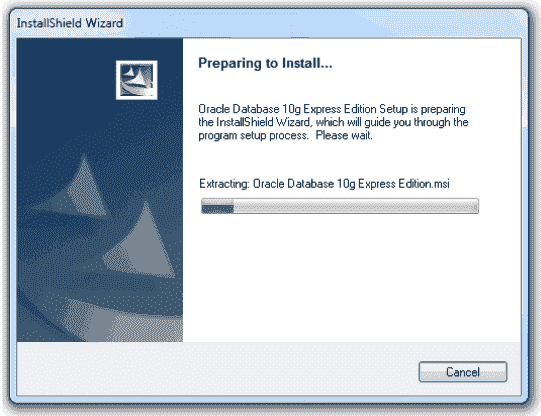 InstallShield Wizard
Preparing to Install...
Oracle Database 10g Express Edition Setup is preparing
the InstallShield Wizard, which will guide you through the
program setup process. Please wait.
Extracting: Oracle Database 10g Express Edition.msi
Cancel